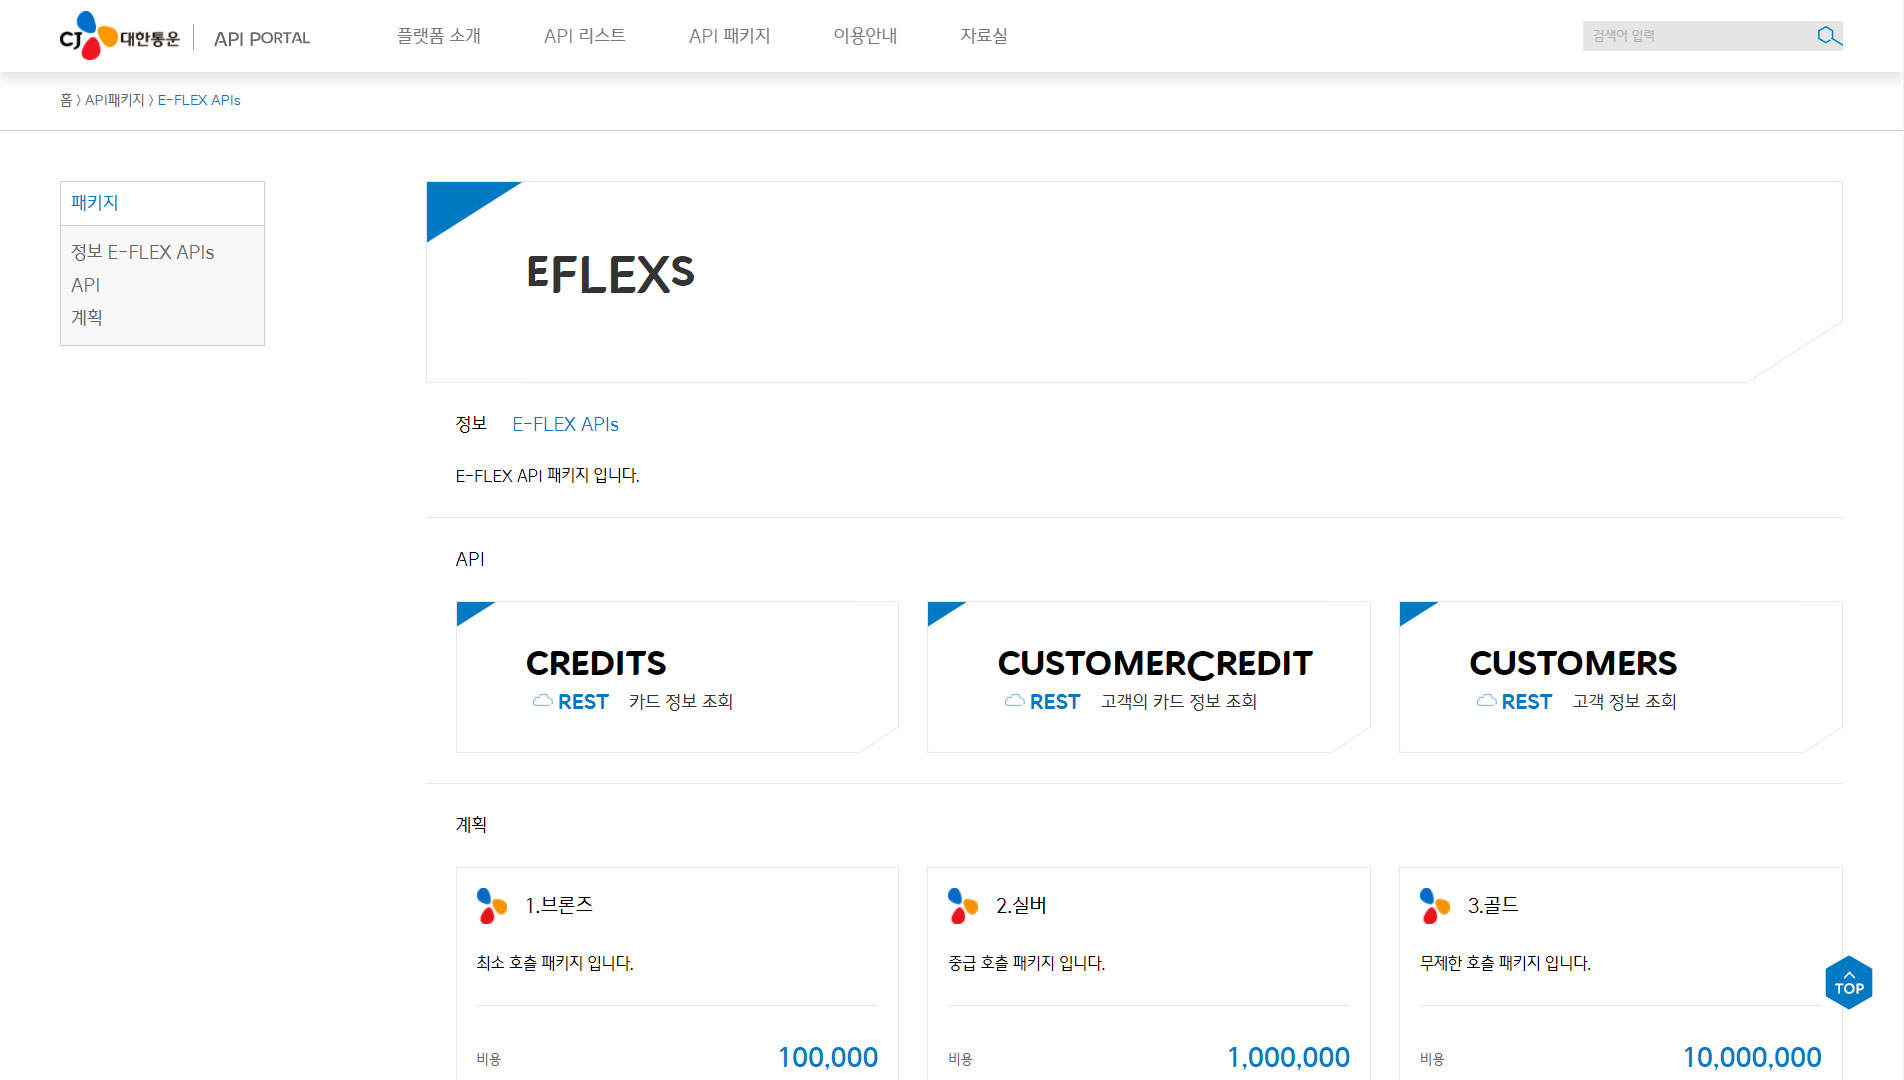 CJ대한통운 API PORTAL 플랫폼 소개 API 리스트 API 패키지 이용안내 자료실 검색어 입력
홈 > API패키지 > E-FLEX APIs
패키지
정보 E-FLEX APIs
API
계획
EFLEXS
정보 E-FLEX APIs
E-FLEX API 패키지 입니다.
API
CREDITS
REST 카드 정보 조회
CUSTOMERCREDIT
REST 고객의 카드 정보 조회
CUSTOMERS
REST 고객 정보 조회
계획
1.브론즈
최소 호출 패키지 입니다.
비용 100,000
2.실버
중급 호출 패키지 입니다.
비용 1,000,000
3.골드
무제한 호출 패키지 입니다.
비용 10,000,000
TOP